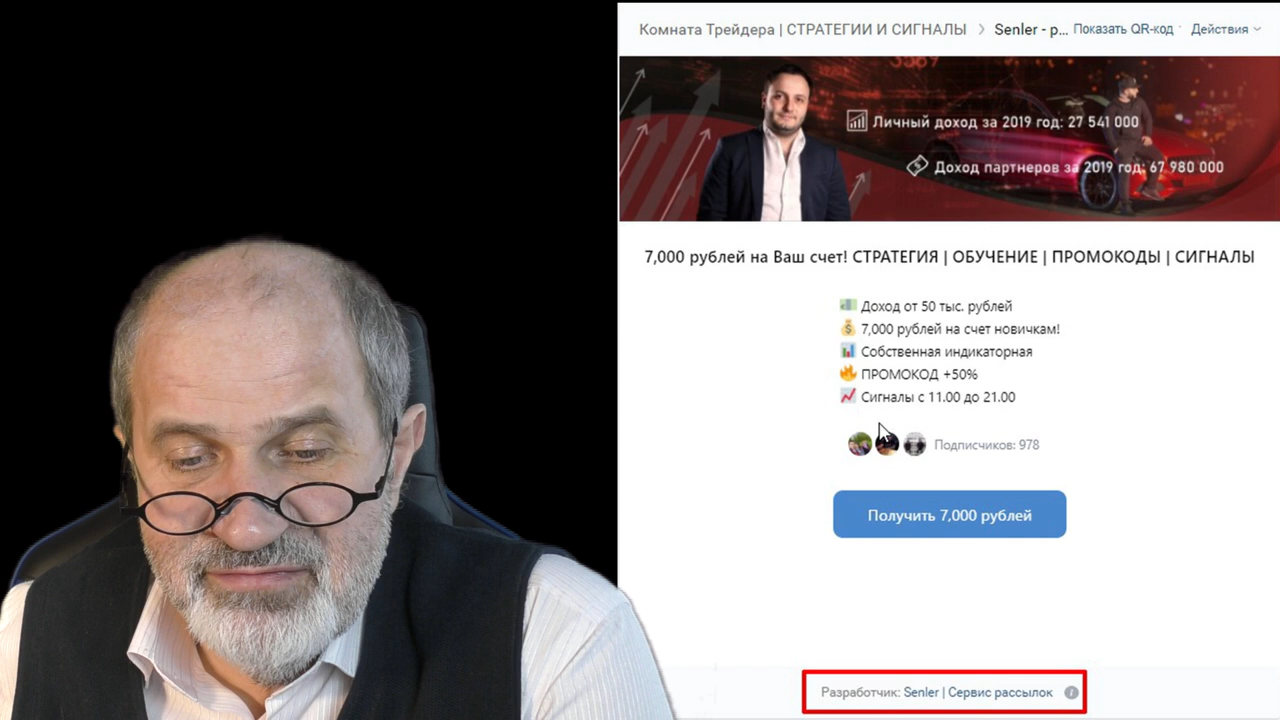 Комната Трейдера | СТРАТЕГИИ И СИГНАЛЫ > Senler - р... Показать QR-код Действия
Личный доход за 2019 год: 27 541 000
Доход партнеров за 2019 год: 67 980 000
7,000 рублей на Ваш счет! СТРАТЕГИЯ | ОБУЧЕНИЕ | ПРОМОКОДЫ | СИГНАЛЫ
Доход от 50 тыс. рублей
7,000 рублей на счет новичкам!
Собственная индикаторная
ПРОМОКОД +50%
Сигналы с 11.00 до 21.00
Подписчиков: 978
Получить 7,000 рублей
Разработчик: Senler | Сервис рассылок